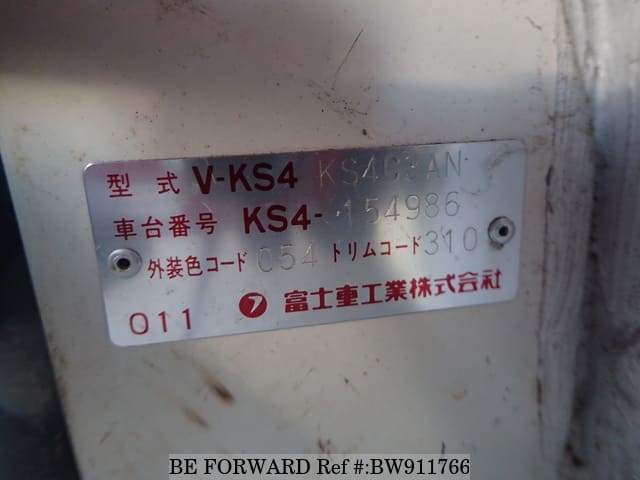 型式 V-KS4 KS4C3AN
車台番号 KS4-154986
外装色コード 054 トリムコード 310
011 フ 富士重工業株式会社
BE FORWARD Ref #:BW911766